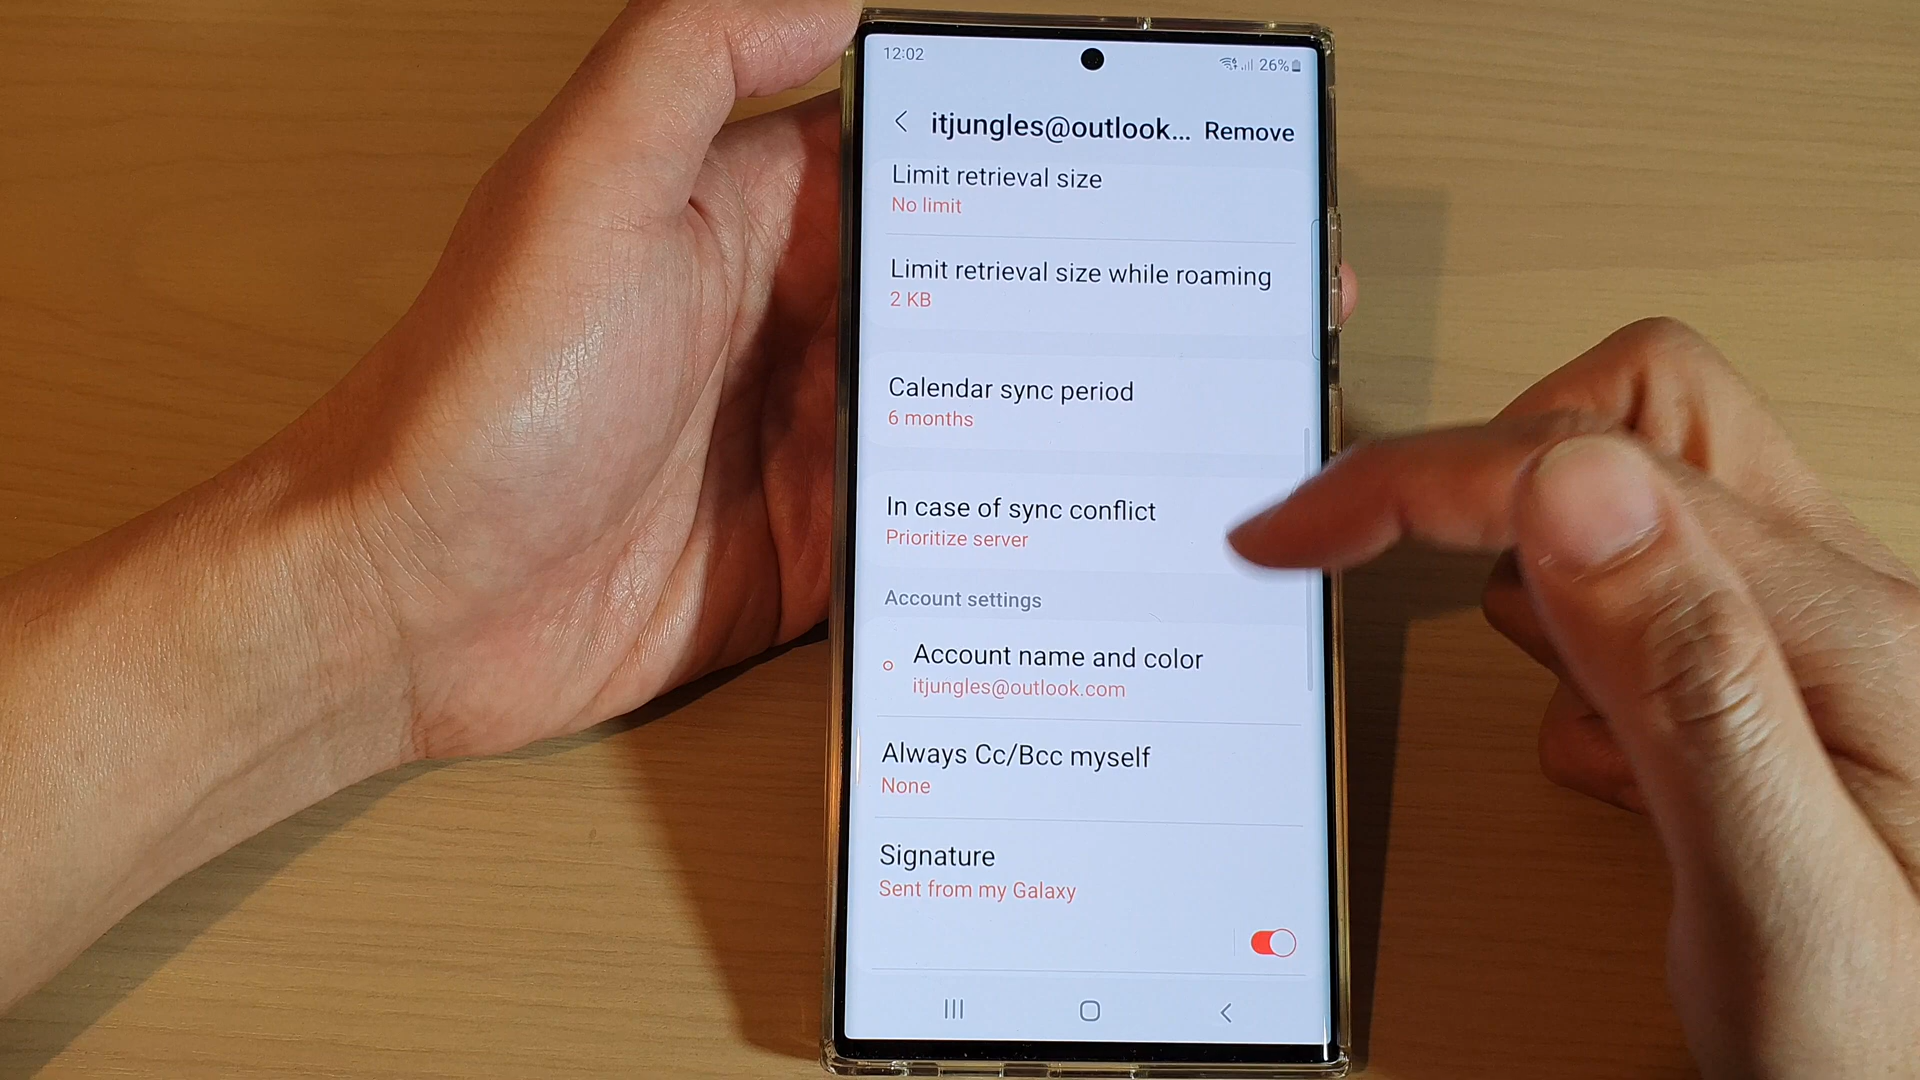 12:02
26%
itjungles@outlook... Remove
Limit retrieval size
No limit
Limit retrieval size while roaming
2 KB
Calendar sync period
6 months
In case of sync conflict
Prioritize server
Account settings
Account name and color
itjungles@outlook.com
Always Cc/Bcc myself
None
Signature
Sent from my Galaxy